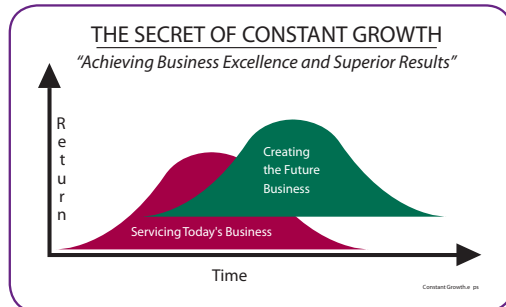 THE SECRET OF CONSTANT GROWTH
“Achieving Business Excellence and Superior Results”
Return
Creating
the Future
Business
Servicing Today's Business
Time
Constant Growth.e ps